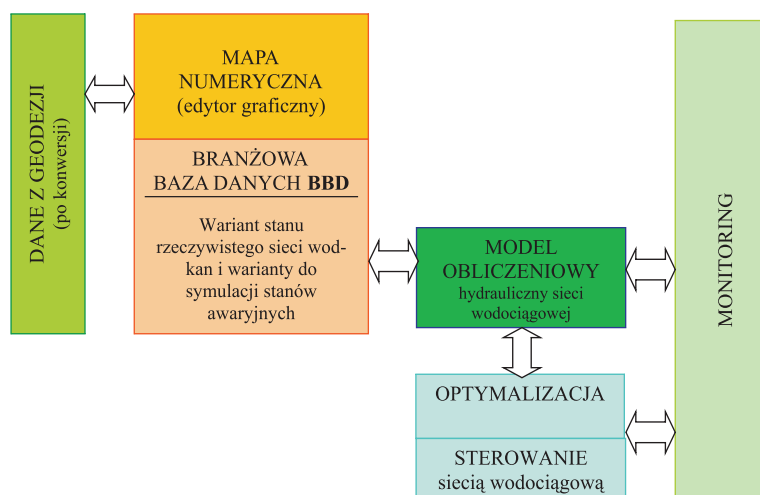 DANE Z GEODEZJI
(po konwersji)
MAPA
NUMERYCZNA
(edytor graficzny)
BRANŻOWA
BAZA DANYCH BBD
Wariant stanu
rzeczywistego sieci wod-
kan i warianty do
symulacji stanów
awaryjnych
MODEL
OBLICZENIOWY
hydrauliczny sieci
wodociągowej
OPTYMALIZACJA
STEROWANIE
siecią wodociągową
MONITORING